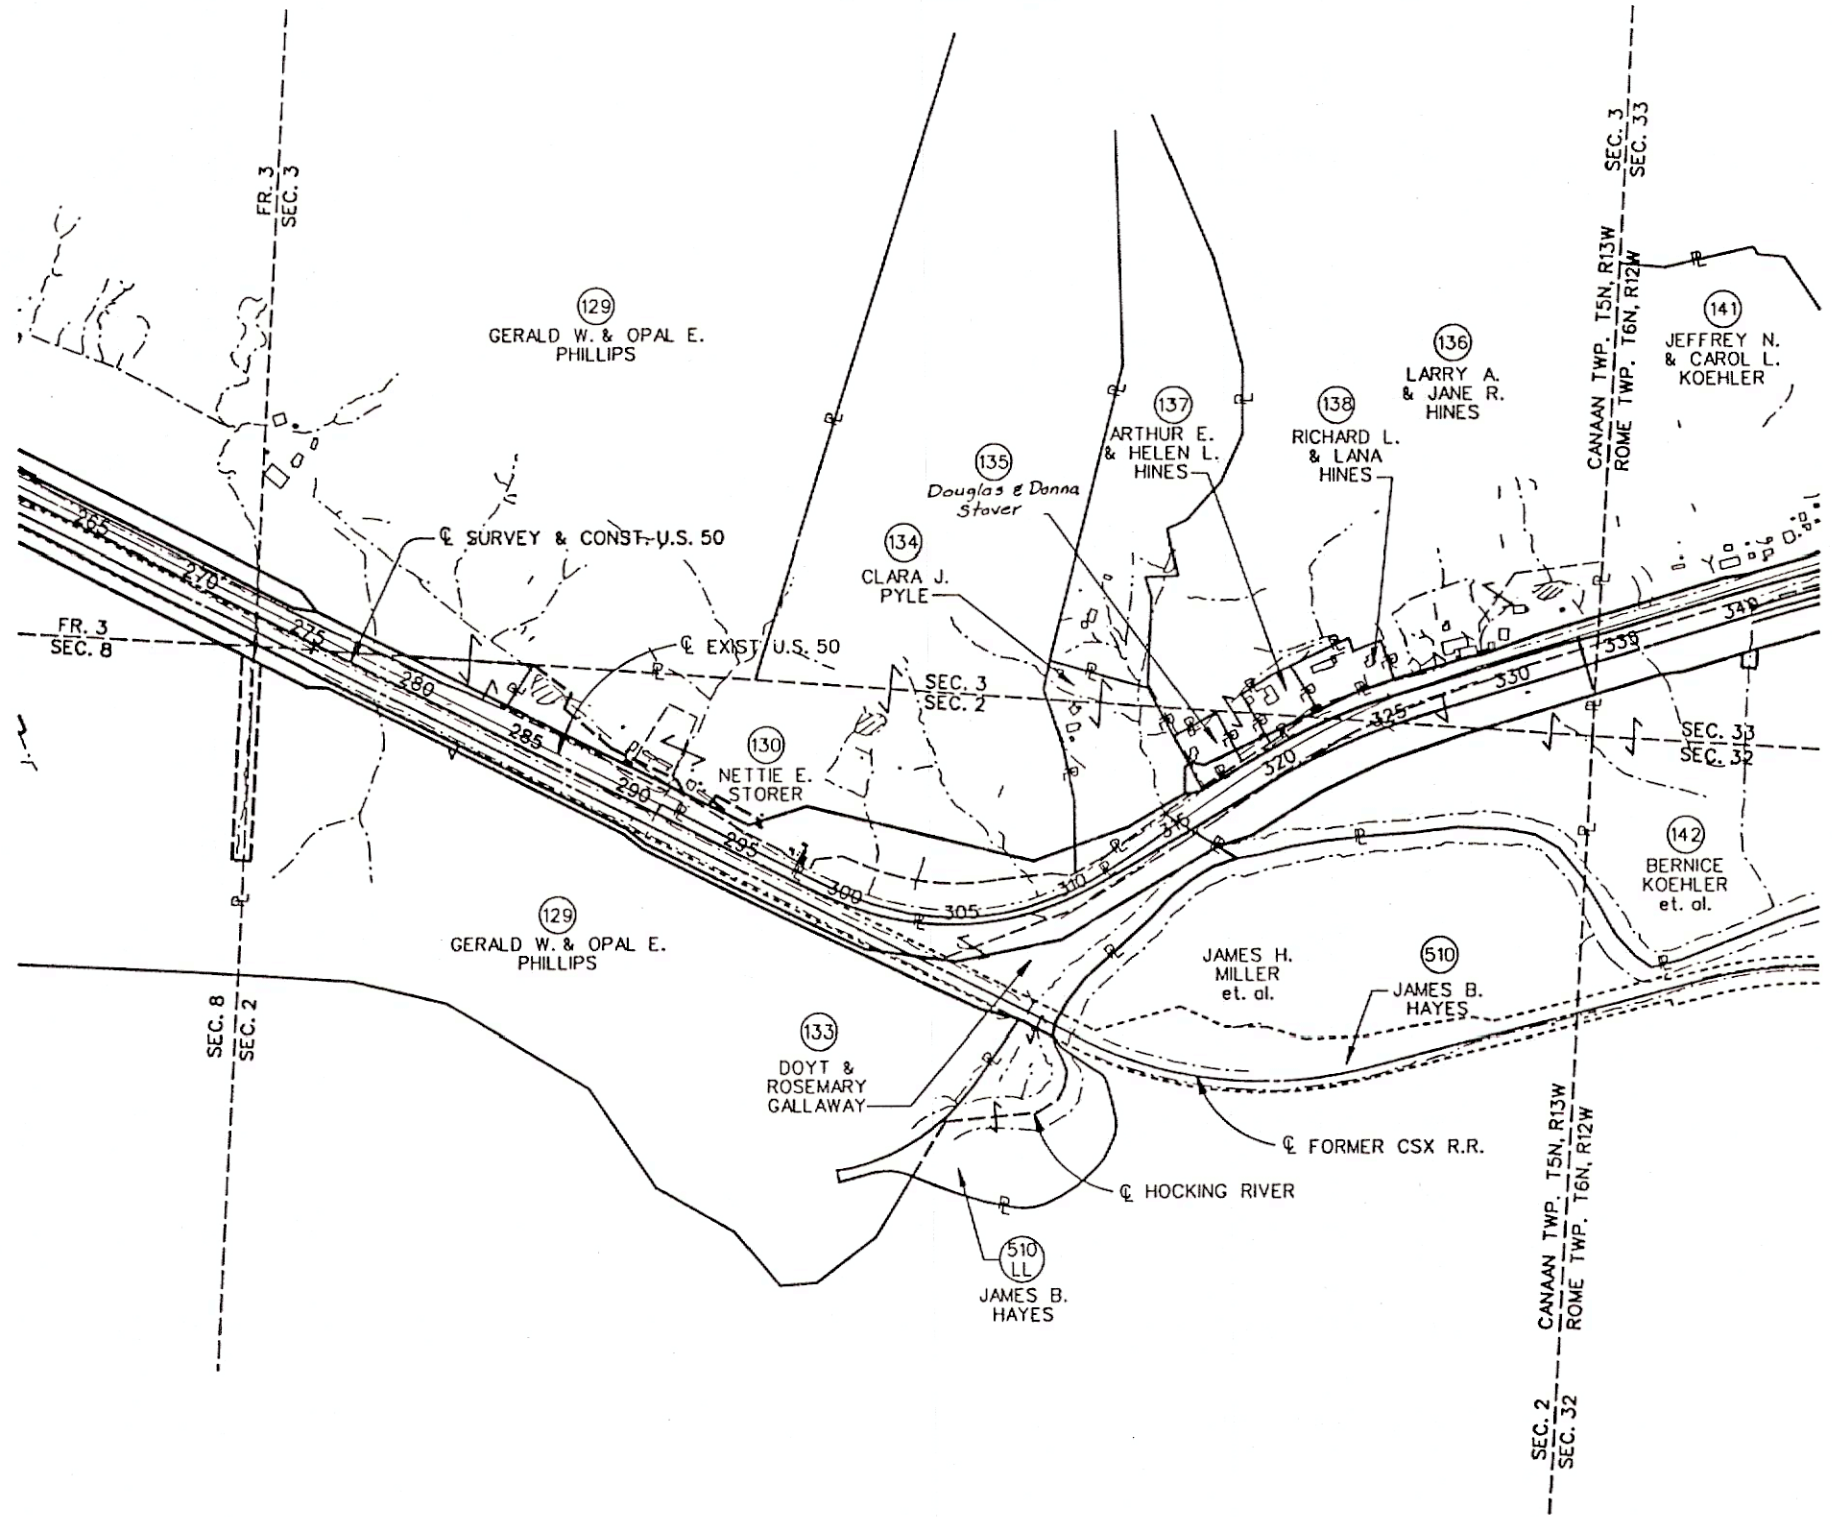 SEC. 3
SEC. 33
FR. 3
SEC. 3
CANAAN TWP. T5N, R13W
ROME TWP. T6N, R12W
129
GERALD W. & OPAL E.
PHILLIPS
141
JEFFREY N.
& CAROL L.
KOEHLER
136
LARRY A.
& JANE R.
HINES
137
ARTHUR E.
& HELEN L.
HINES
138
RICHARD L.
& LANA
HINES
135
Douglas & Donna
Stover
134
CLARA J.
PYLE
℄ SURVEY & CONST. U.S. 50
℄ EXIST U.S. 50
265
270
275
280
285
290
295
300
305
310
315
320
325
330
335
340
FR. 3
SEC. 8
SEC. 3
SEC. 2
SEC. 33
SEC. 32
130
NETTIE E.
STORER
142
BERNICE
KOEHLER
et. al.
129
GERALD W. & OPAL E.
PHILLIPS
JAMES H.
MILLER
et. al.
510
JAMES B.
HAYES
SEC. 8
SEC. 2
133
DOYT &
ROSEMARY
GALLAWAY
℄ FORMER CSX R.R.
℄ HOCKING RIVER
510
LL
JAMES B.
HAYES
CANAAN TWP. T5N, R13W
ROME TWP. T6N, R12W
SEC. 2
SEC. 32